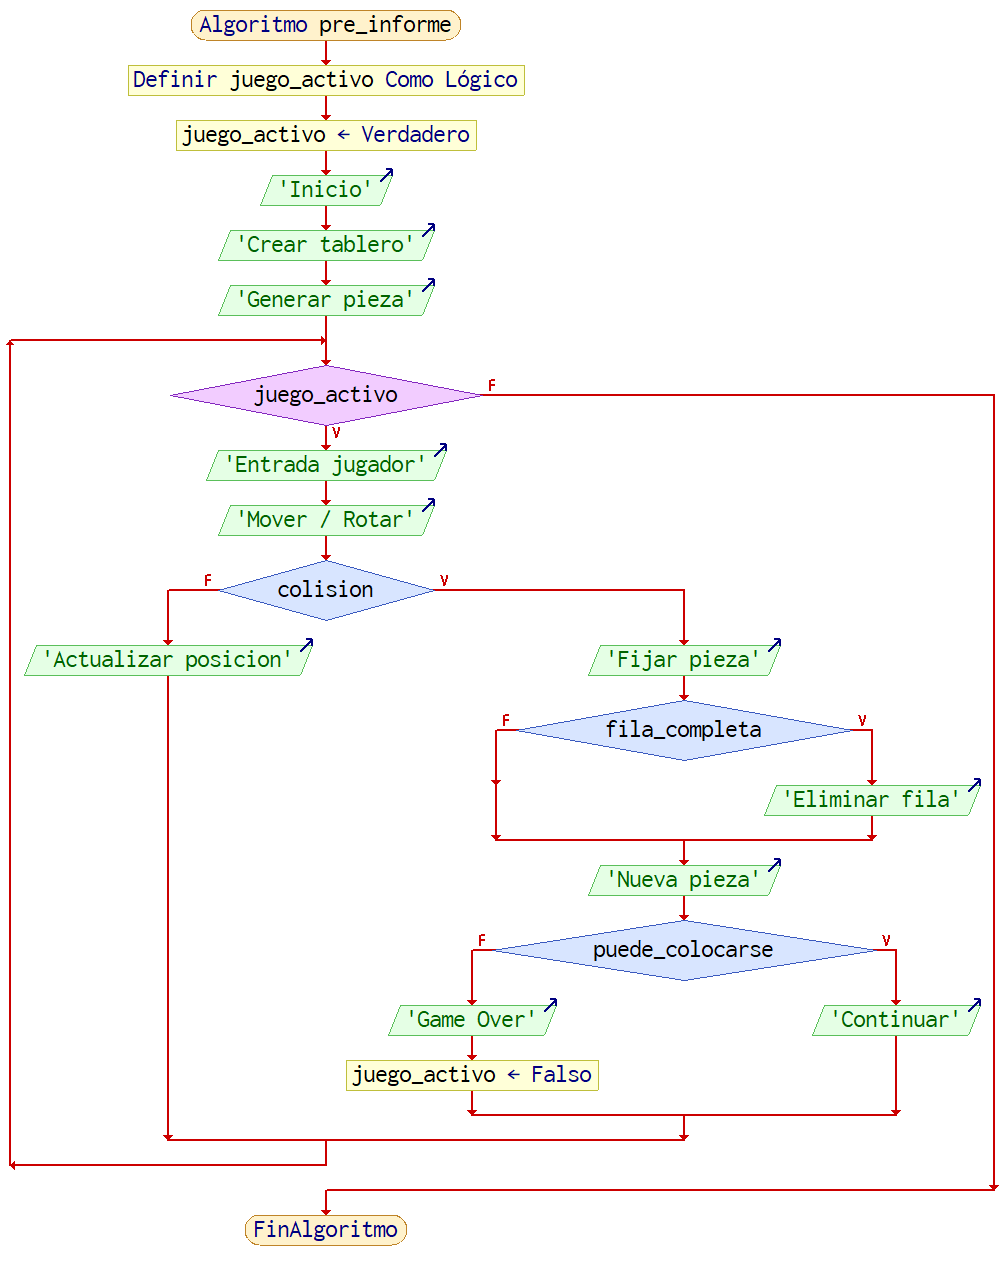 Algoritmo pre_informe
Definir juego_activo Como Lógico
juego_activo ← Verdadero
'Inicio'
'Crear tablero'
'Generar pieza'
juego_activo
F
V
'Entrada jugador'
'Mover / Rotar'
F
colision
V
'Actualizar posicion'
'Fijar pieza'
F
fila_completa
V
'Eliminar fila'
'Nueva pieza'
F
puede_colocarse
V
'Game Over'
'Continuar'
juego_activo ← Falso
FinAlgoritmo